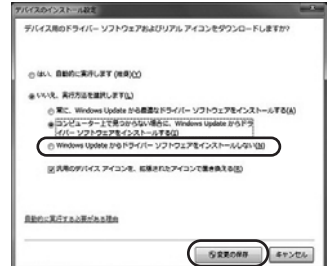 デバイスのインストール設定
デバイス用のドライバー ソフトウェアおよびリアル アイコンをダウンロードしますか?
はい、自動的に実行します (推奨)(Y)
いいえ、実行方法を選択します(L)
常に、Windows Update から最適なドライバー ソフトウェアをインストールする(A)
コンピューター上で見つからない場合に、Windows Update からドラ
イバー ソフトウェアをインストールする(I)
Windows Update からドライバー ソフトウェアをインストールしない(N)
汎用のデバイス アイコンを、拡張されたアイコンで置き換える(R)
自動的に実行する必要がある理由
変更の保存
キャンセル